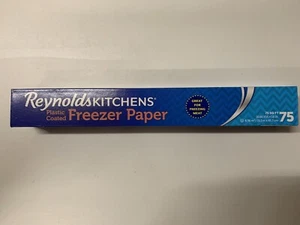 Reynolds KITCHENS®
Plastic
Coated
Freezer Paper
GREAT
FOR
FREEZING
MEAT
75